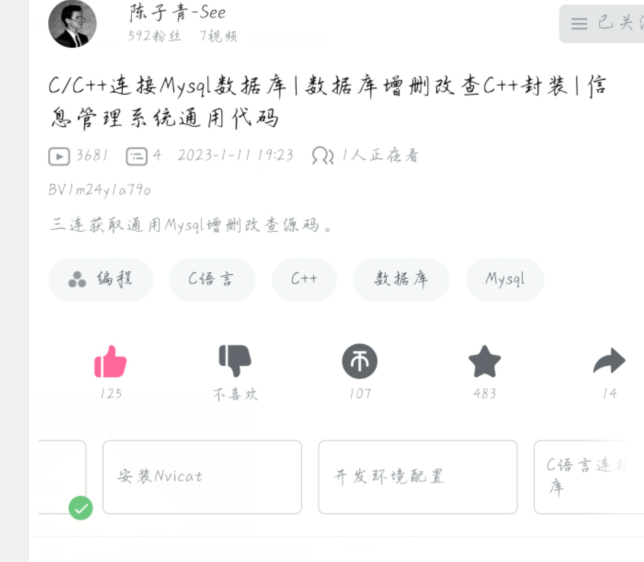 陈子青-See
592粉丝 7视频
已关
C/C++连接Mysql数据库|数据库增删改查C++封装|信
息管理系统通用代码
3681 4 2023-1-11 19:23 1人正在看
BV1m24y1a79o
三连获取通用Mysql增删改查源码。
编程 C语言 C++ 数据库 Mysql
125 不喜欢 107 483 14
安装Nvicat 开发环境配置 C语言连接
库